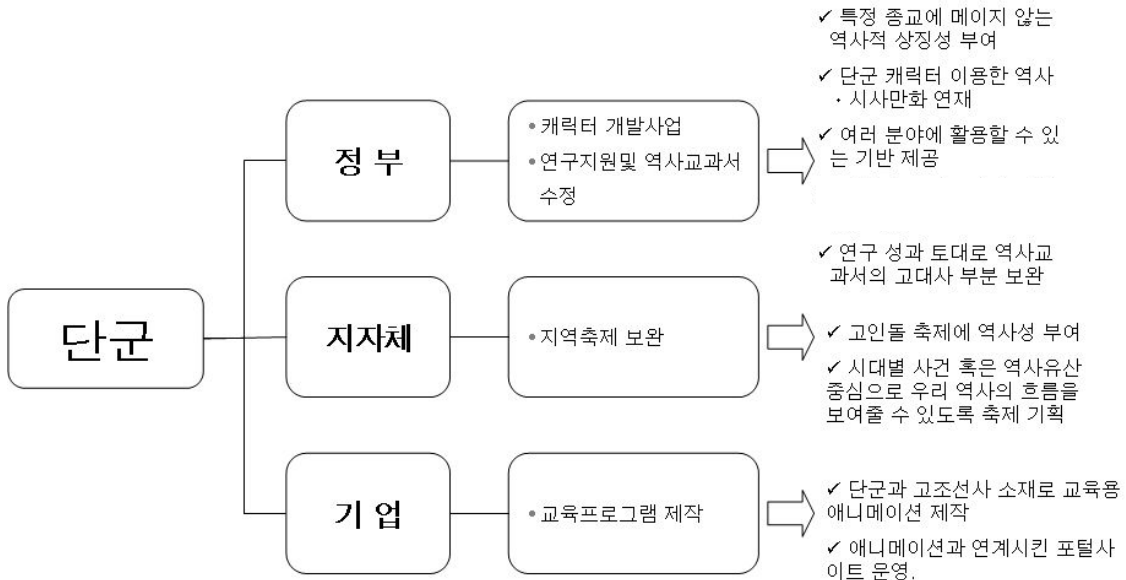 단군
정 부
• 캐릭터 개발사업
• 연구지원및 역사교과서
수정
✓ 특정 종교에 메이지 않는
역사적 상징성 부여
✓ 단군 캐릭터 이용한 역사
・시사만화 연재
✓ 여러 분야에 활용할 수 있
는 기반 제공
✓ 연구 성과 토대로 역사교
과서의 고대사 부분 보완
지자체
• 지역축제 보완
✓ 고인돌 축제에 역사성 부여
✓ 시대별 사건 혹은 역사유산
중심으로 우리 역사의 흐름을
보여줄 수 있도록 축제 기획
기 업
• 교육프로그램 제작
✓ 단군과 고조선사 소재로 교육용
애니메이션 제작
✓ 애니메이션과 연계시킨 포털사
이트 운영.